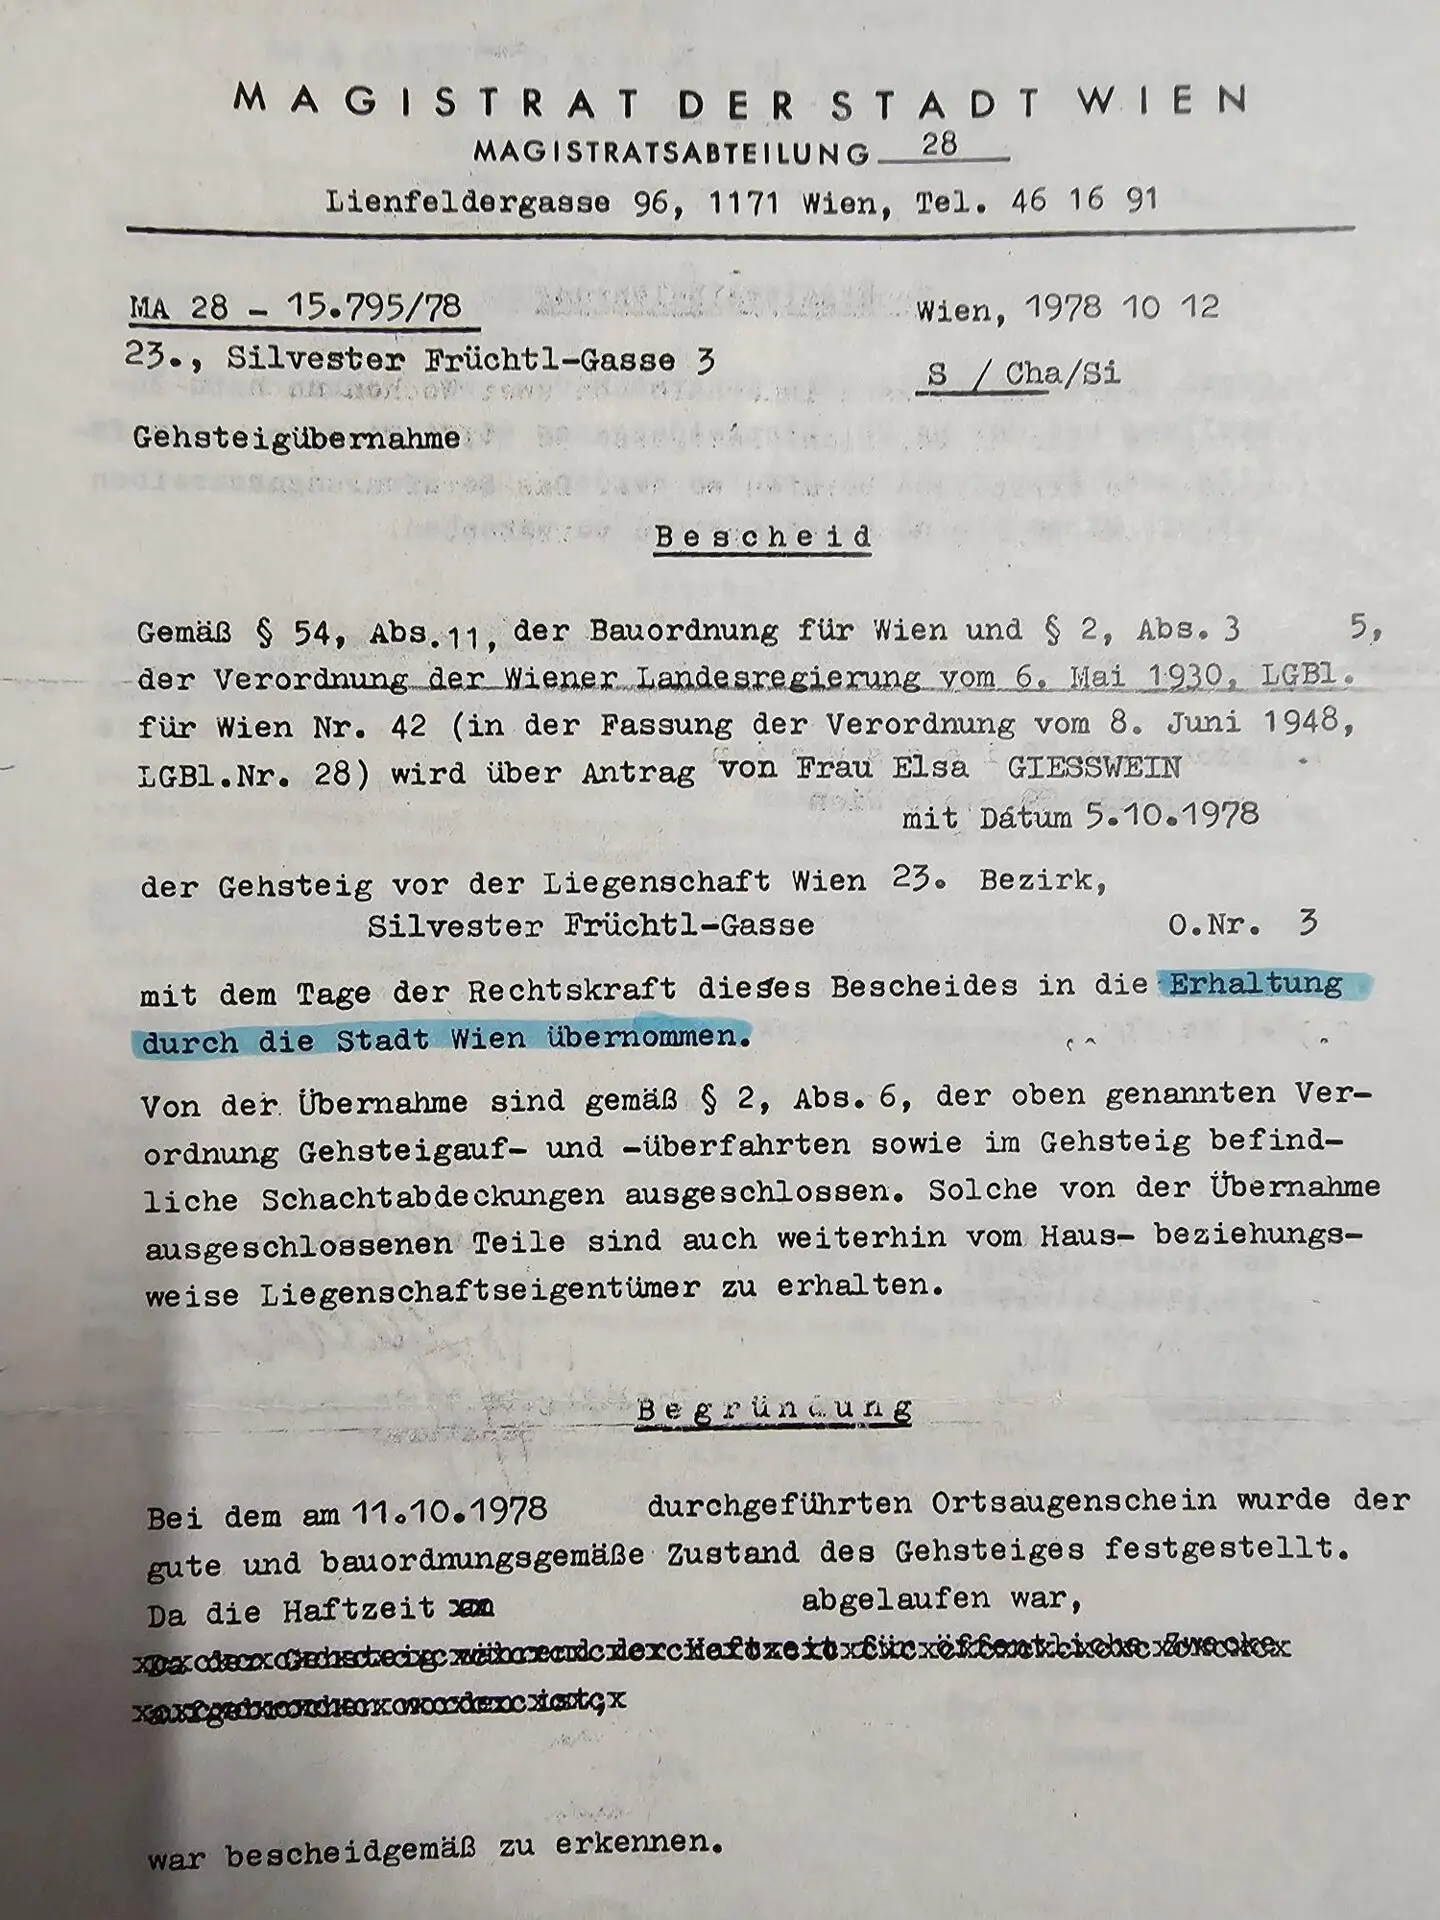 MAGISTRAT DER STADT WIEN
MAGISTRATSABTEILUNG 28
Lienfeldergasse 96, 1171 Wien, Tel. 46 16 91
MA 28 - 15.795/78
Wien, 1978 10 12
23., Silvester Früchtl-Gasse 3
S / Cha/Si
Gehsteigübernahme
Bescheid
Gemäß § 54, Abs.11, der Bauordnung für Wien und § 2, Abs. 3 5,
der Verordnung der Wiener Landesregierung vom 6. Mai 1930, LGBl.
für Wien Nr. 42 (in der Fassung der Verordnung vom 8. Juni 1948,
LGBl.Nr. 28) wird über Antrag von Frau Elsa GIESSWEIN
mit Datum 5.10.1978
der Gehsteig vor der Liegenschaft Wien 23. Bezirk,
Silvester Früchtl-Gasse O.Nr. 3
mit dem Tage der Rechtskraft dieses Bescheides in die Erhaltung
durch die Stadt Wien übernommen.
Von der Übernahme sind gemäß § 2, Abs. 6, der oben genannten Ver-
ordnung Gehsteigauf- und -überfahrten sowie im Gehsteig befind-
liche Schachtabdeckungen ausgeschlossen. Solche von der Übernahme
ausgeschlossenen Teile sind auch weiterhin vom Haus- beziehungs-
weise Liegenschaftseigentümer zu erhalten.
Begründung
Bei dem am 11.10.1978 durchgeführten Ortsaugenschein wurde der
gute und bauordnungsgemäße Zustand des Gehsteiges festgestellt.
Da die Haftzeit abgelaufen war,
war bescheidgemäß zu erkennen.